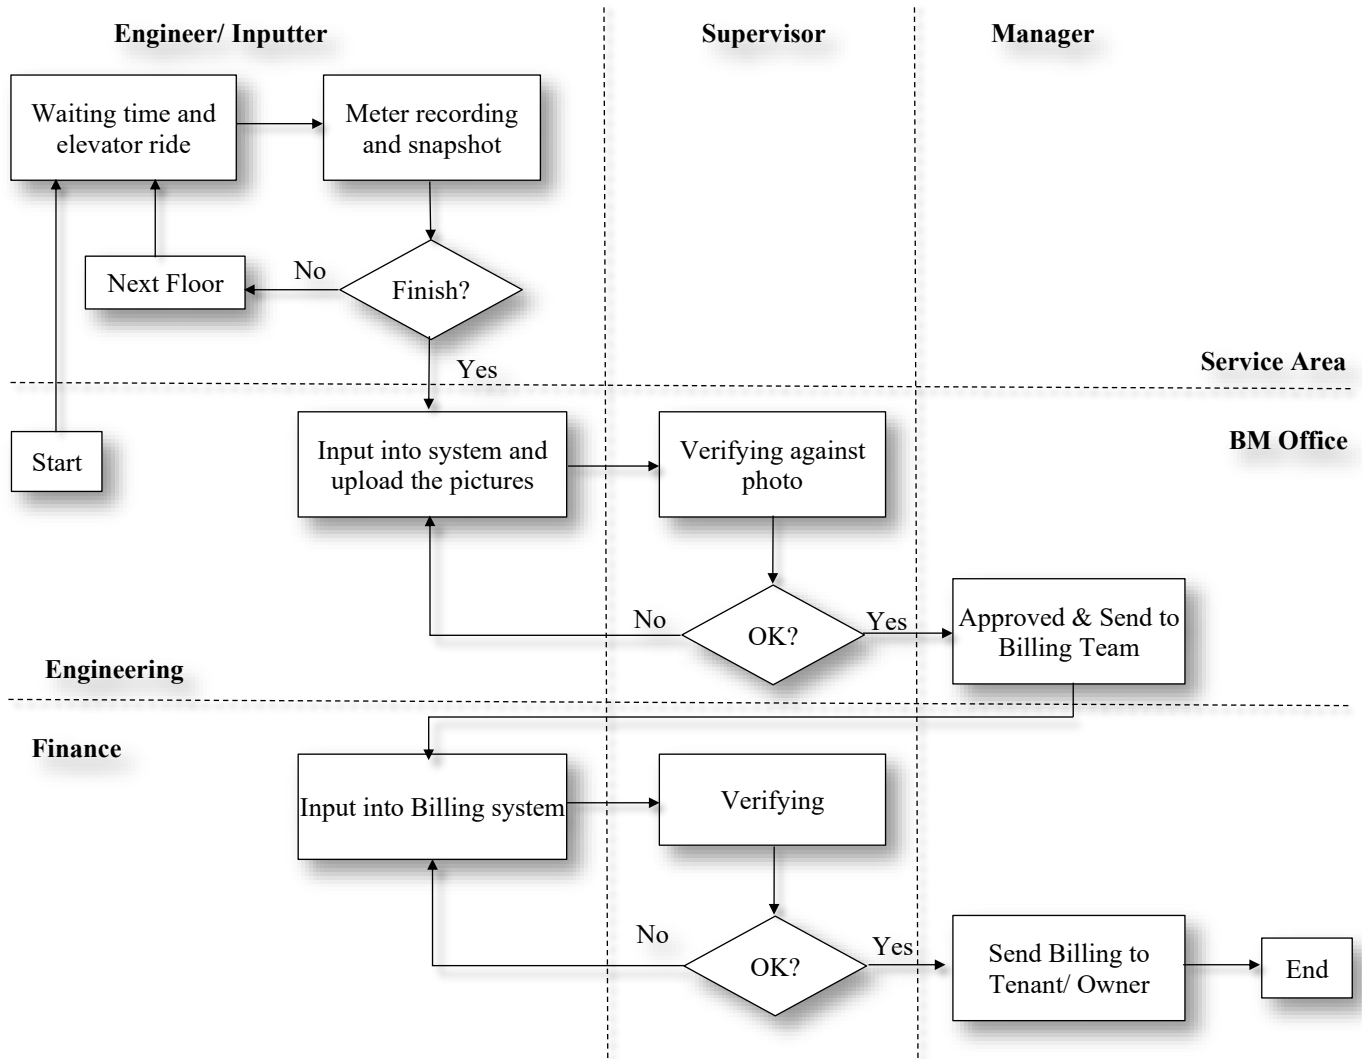 Engineer/ Inputter
Supervisor
Manager
Waiting time and
elevator ride
Meter recording
and snapshot
Next Floor
No
Finish?
Yes
Service Area
Start
Input into system and
upload the pictures
Verifying against
photo
BM Office
No
OK?
Yes
Approved & Send to
Billing Team
Engineering
Finance
Input into Billing system
Verifying
No
OK?
Yes
Send Billing to
Tenant/ Owner
End